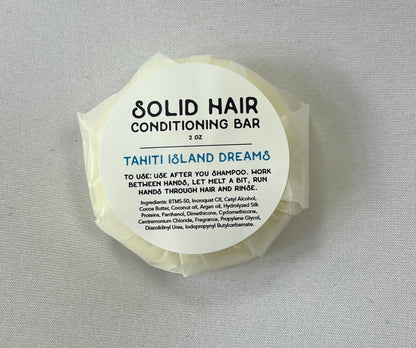 SOLID HAIR
CONDITIONING BAR
2 OZ
TAHITI ISLAND DREAMS
TO USE: USE AFTER YOU SHAMPOO. WORK
BETWEEN HANDS, LET MELT A BIT, RUN
HANDS THROUGH HAIR AND RINSE.
Ingredients: BTMS-50, Incroquat CR, Cetyl Alcohol,
Cocoa Butter, Coconut oil, Argan oil, Hydrolyzed Silk
Proteins, Panthenol, Dimethicone, Cyclomethicone,
Centremonium Chloride, Fragrance, Propylene Glycol,
Diazolidinyl Urea, Iodopropynyl Butylcarbamate.